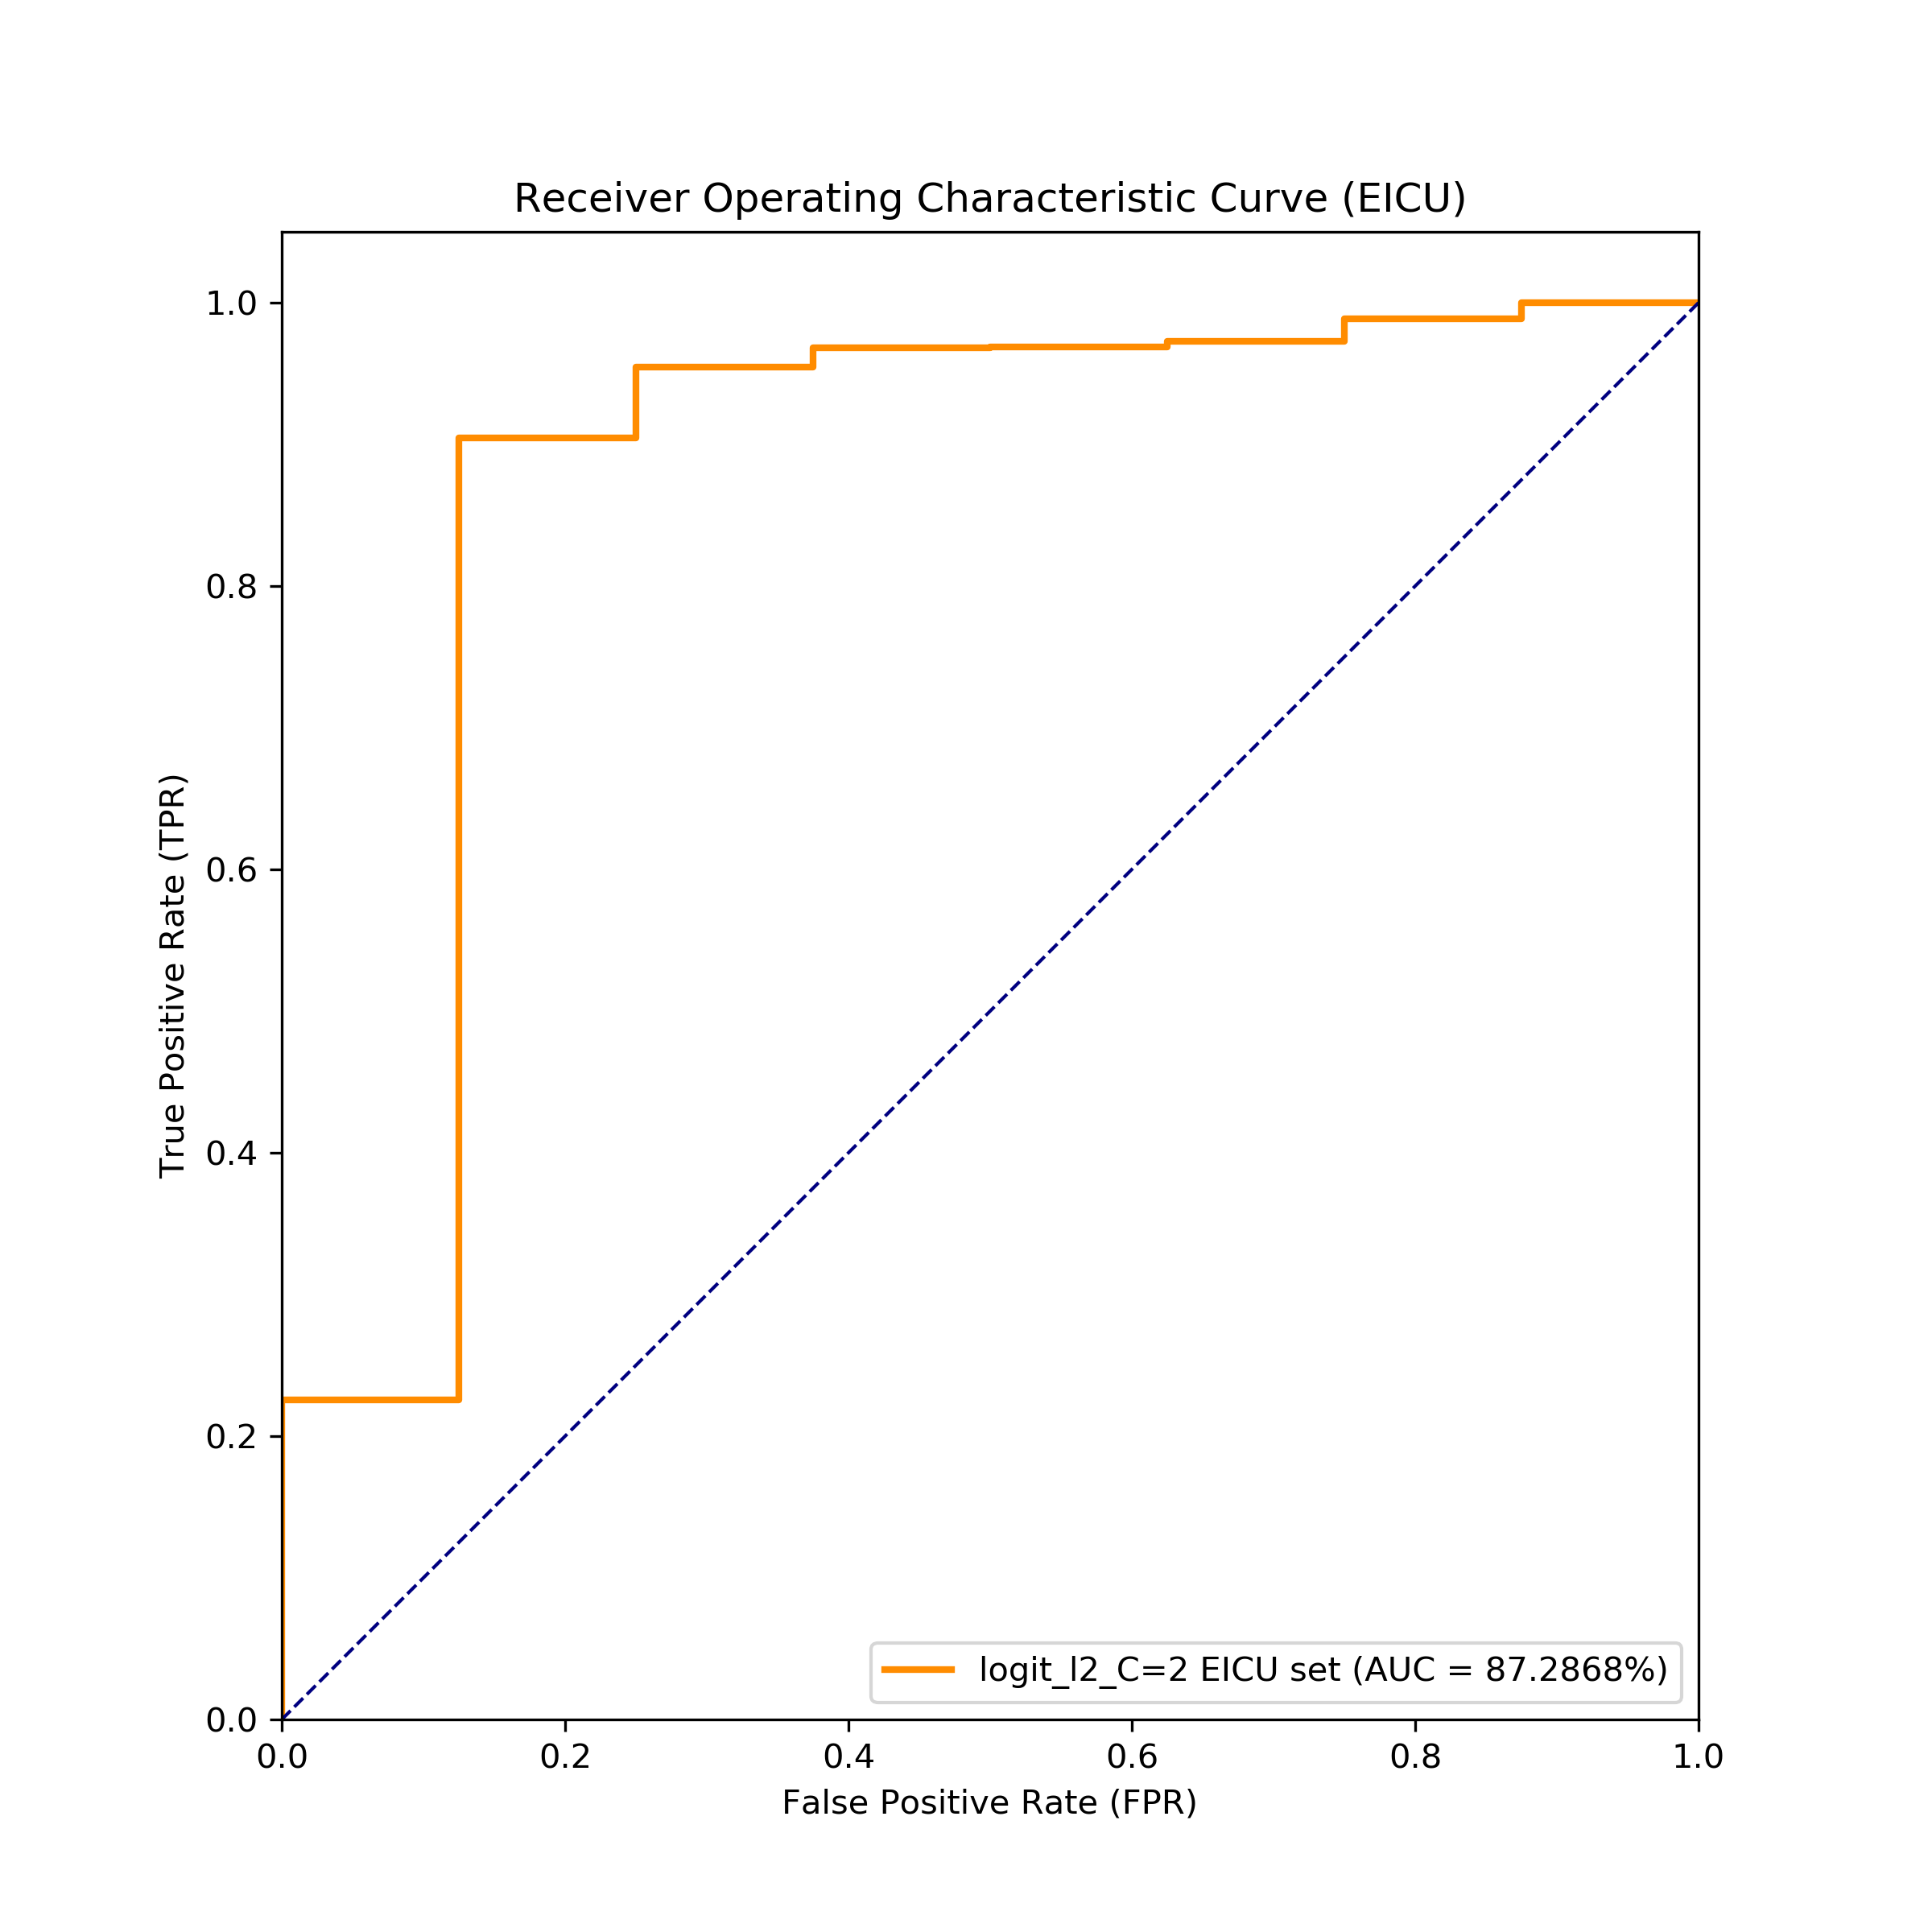 Receiver Operating Characteristic Curve (EICU)
True Positive Rate (TPR)
1.0
0.8
0.6
0.4
0.2
0.0
logit_l2_C=2 EICU set (AUC = 87.2868%)
0.0 0.2 0.4 0.6 0.8 1.0
False Positive Rate (FPR)